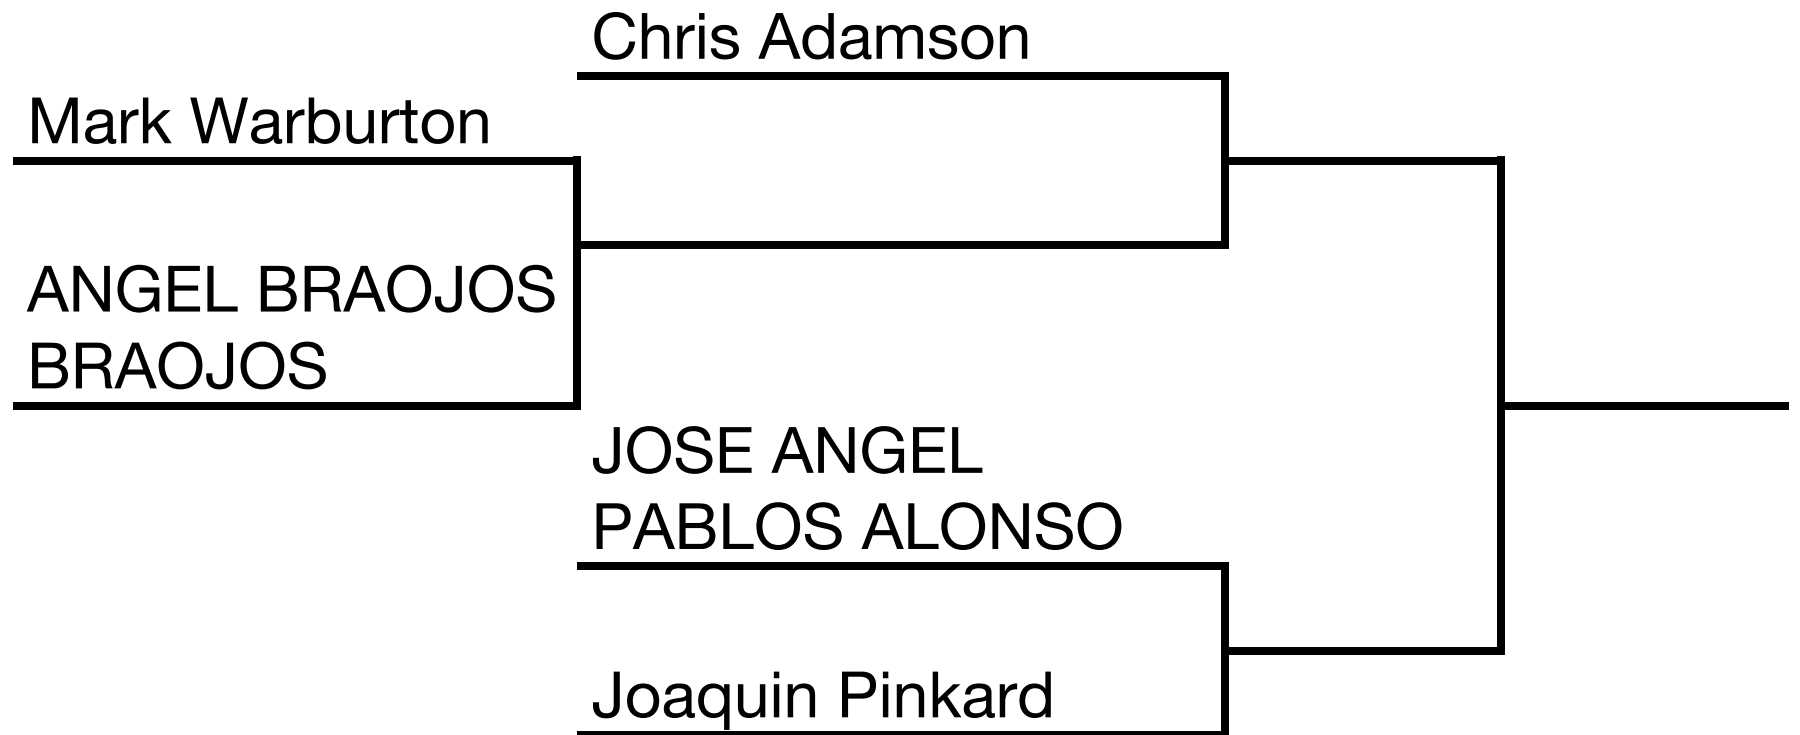 Chris Adamson
Mark Warburton
ANGEL BRAOJOS
BRAOJOS
JOSE ANGEL
PABLOS ALONSO
Joaquin Pinkard